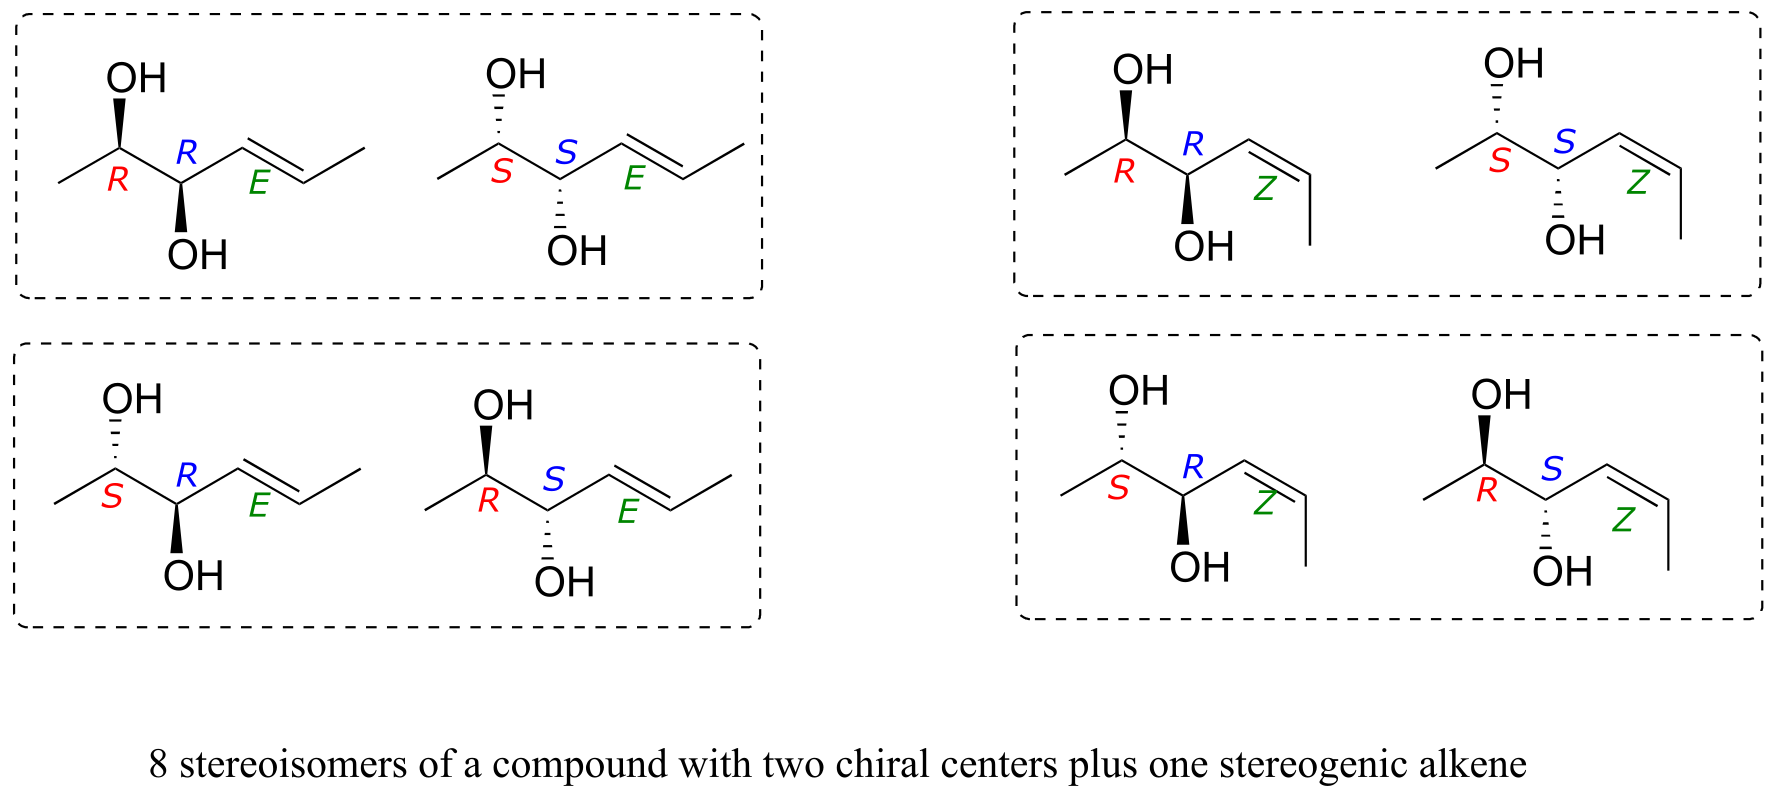 OH OH OH OH
R R S S E E R R S S Z Z
OH OH OH OH
OH OH OH OH
S R E R S E S R Z R S Z
OH OH OH OH
8 stereoisomers of a compound with two chiral centers plus one stereogenic alkene